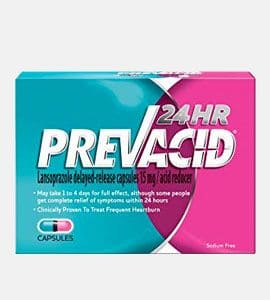 24HR
PREVACID®
Lansoprazole delayed-release capsules 15 mg / acid reducer
• May take 1 to 4 days for full effect, although some people
get complete relief of symptoms within 24 hours
• Clinically Proven To Treat Frequent Heartburn
CAPSULES
Sodium Free